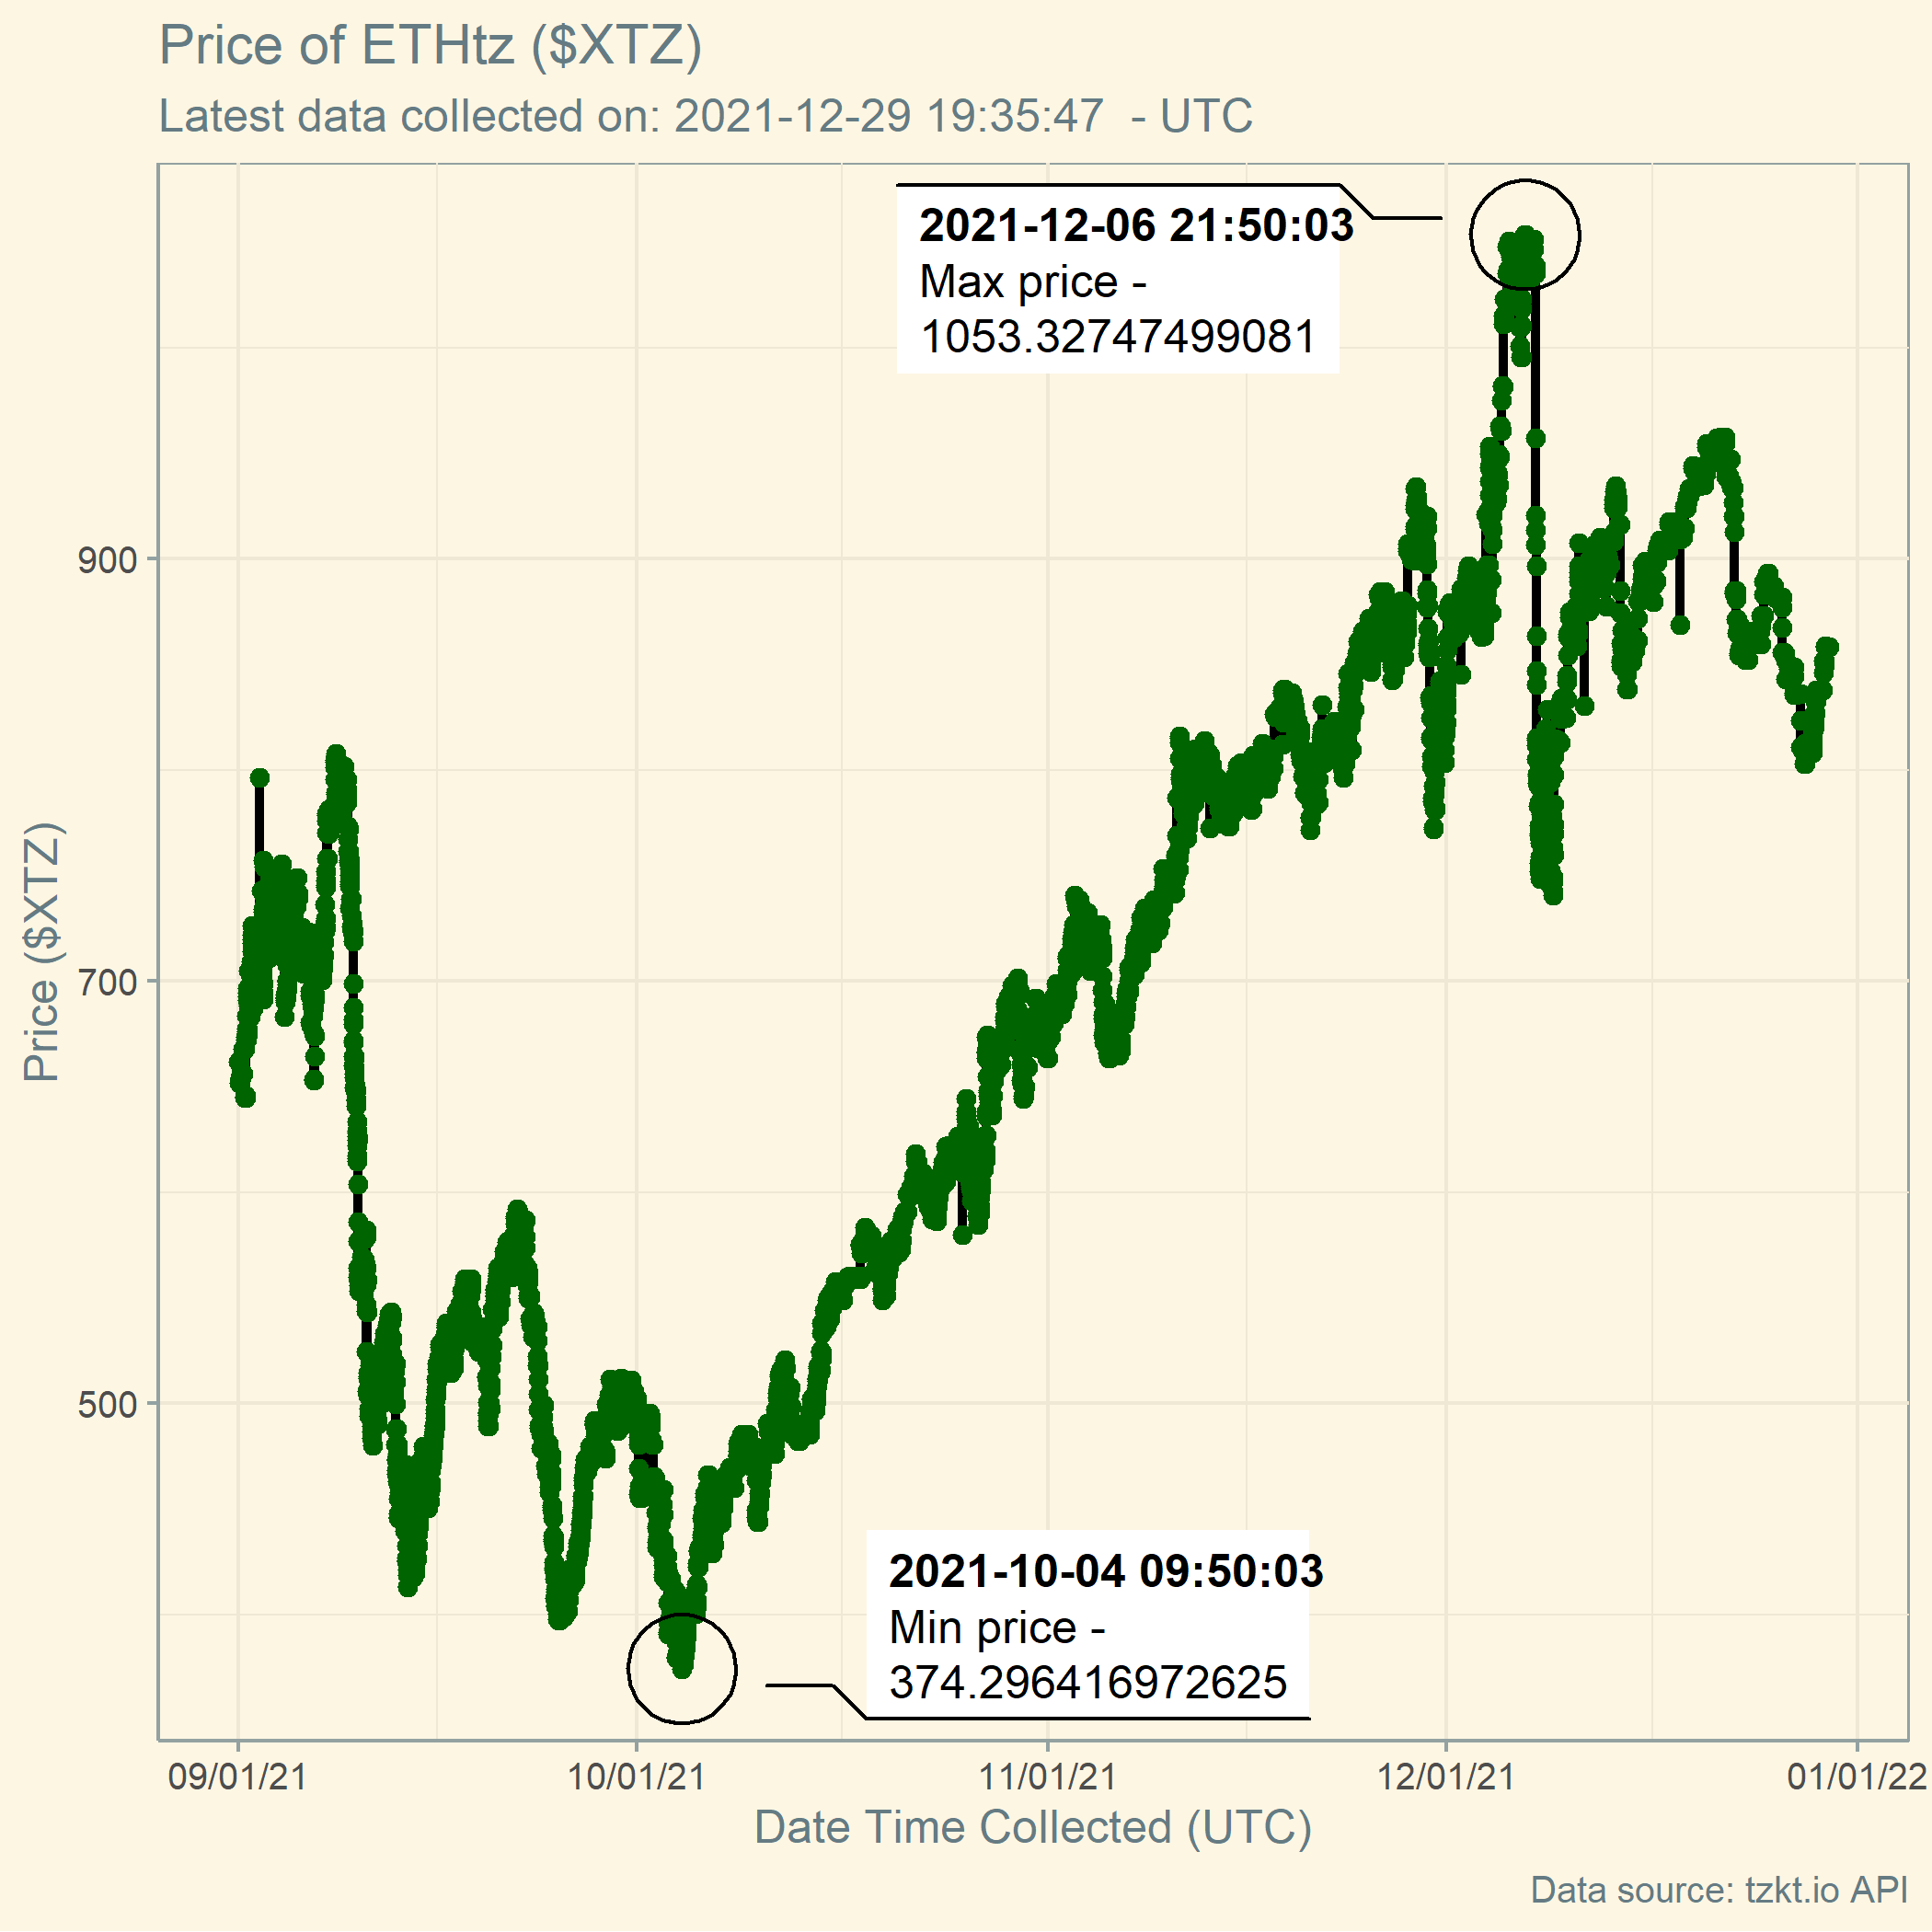 Price of ETHtz ($XTZ)
Latest data collected on: 2021-12-29 19:35:47  - UTC
2021-12-06 21:50:03
Max price -
1053.32747499081
900
700
500
Price ($XTZ)
2021-10-04 09:50:03
Min price -
374.296416972625
09/01/21 10/01/21 11/01/21 12/01/21 01/01/22
Date Time Collected (UTC)
Data source: tzkt.io API